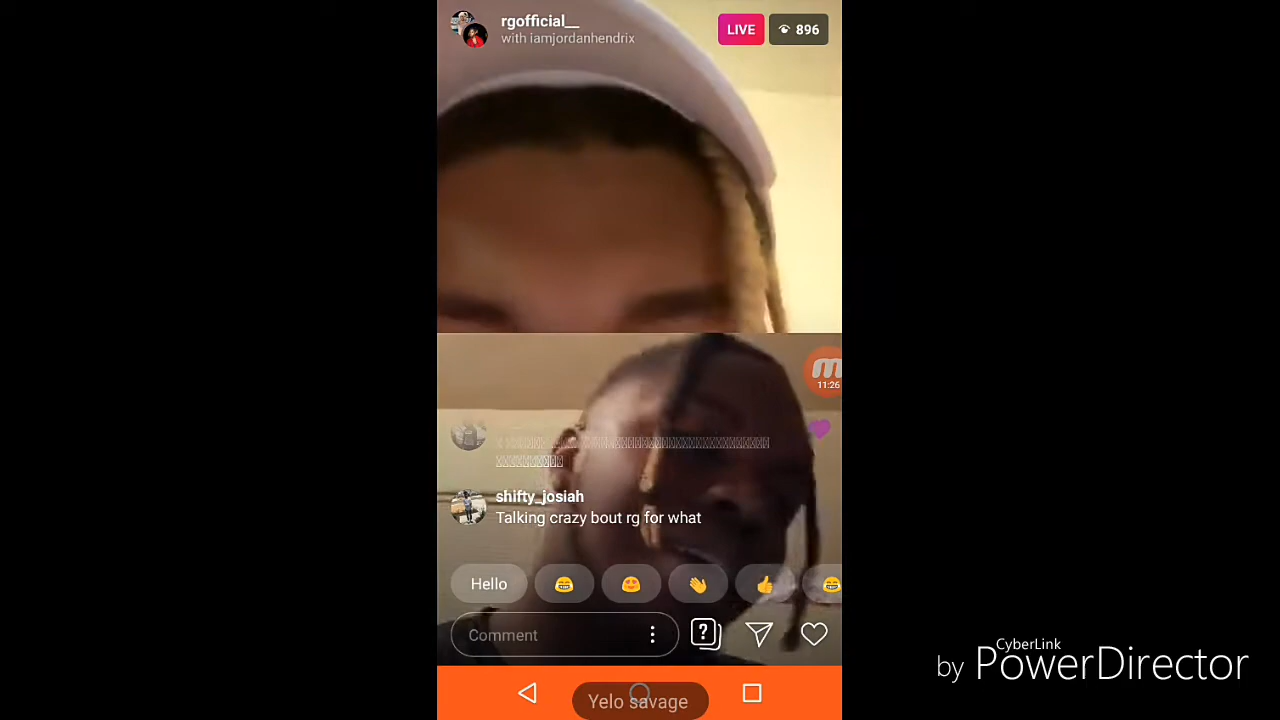 rgofficial__
with iamjordanhendrix
LIVE
896
11:26
shifty_josiah
Talking crazy bout rg for what
Hello
Comment
Yelo savage
CyberLink
by PowerDirector